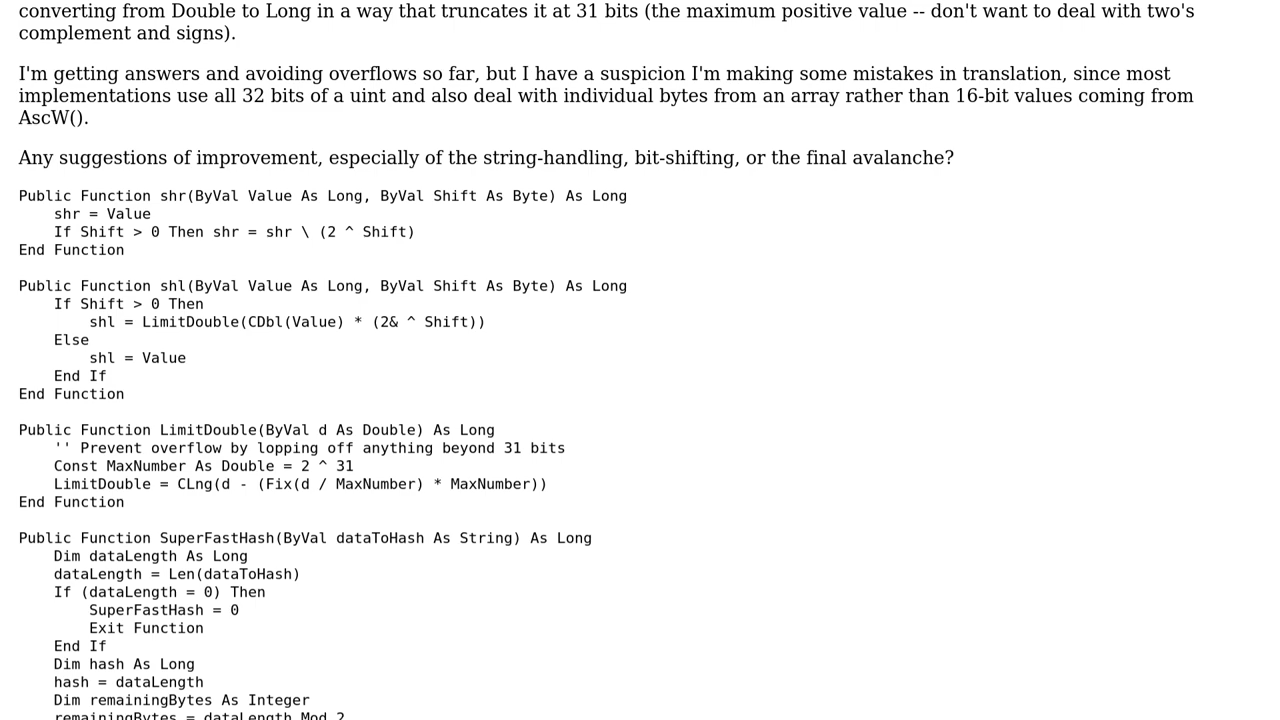 converting from Double to Long in a way that truncates it at 31 bits (the maximum positive value -- don't want to deal with two's
complement and signs).
I'm getting answers and avoiding overflows so far, but I have a suspicion I'm making some mistakes in translation, since most
implementations use all 32 bits of a uint and also deal with individual bytes from an array rather than 16-bit values coming from
AscW().
Any suggestions of improvement, especially of the string-handling, bit-shifting, or the final avalanche?
Public Function shr(ByVal Value As Long, ByVal Shift As Byte) As Long
    shr = Value
    If Shift > 0 Then shr = shr \ (2 ^ Shift)
End Function
Public Function shl(ByVal Value As Long, ByVal Shift As Byte) As Long
    If Shift > 0 Then
        shl = LimitDouble(CDbl(Value) * (2& ^ Shift))
    Else
        shl = Value
    End If
End Function
Public Function LimitDouble(ByVal d As Double) As Long
    '' Prevent overflow by lopping off anything beyond 31 bits
    Const MaxNumber As Double = 2 ^ 31
    LimitDouble = CLng(d - (Fix(d / MaxNumber) * MaxNumber))
End Function
Public Function SuperFastHash(ByVal dataToHash As String) As Long
    Dim dataLength As Long
    dataLength = Len(dataToHash)
    If (dataLength = 0) Then
        SuperFastHash = 0
        Exit Function
    End If
    Dim hash As Long
    hash = dataLength
    Dim remainingBytes As Integer
    remainingBytes = dataLength Mod 2